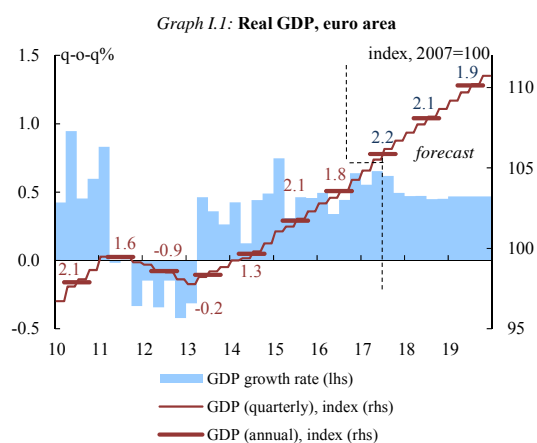 Graph I.1: Real GDP, euro area
q-o-q%
index, 2007=100
1.5
1.0
0.5
0.0
-0.5
110
105
100
95
2.1
1.6
-0.9
-0.2
1.3
2.1
1.8
2.2
2.1
1.9
forecast
10 11 12 13 14 15 16 17 18 19
GDP growth rate (lhs)
GDP (quarterly), index (rhs)
GDP (annual), index (rhs)